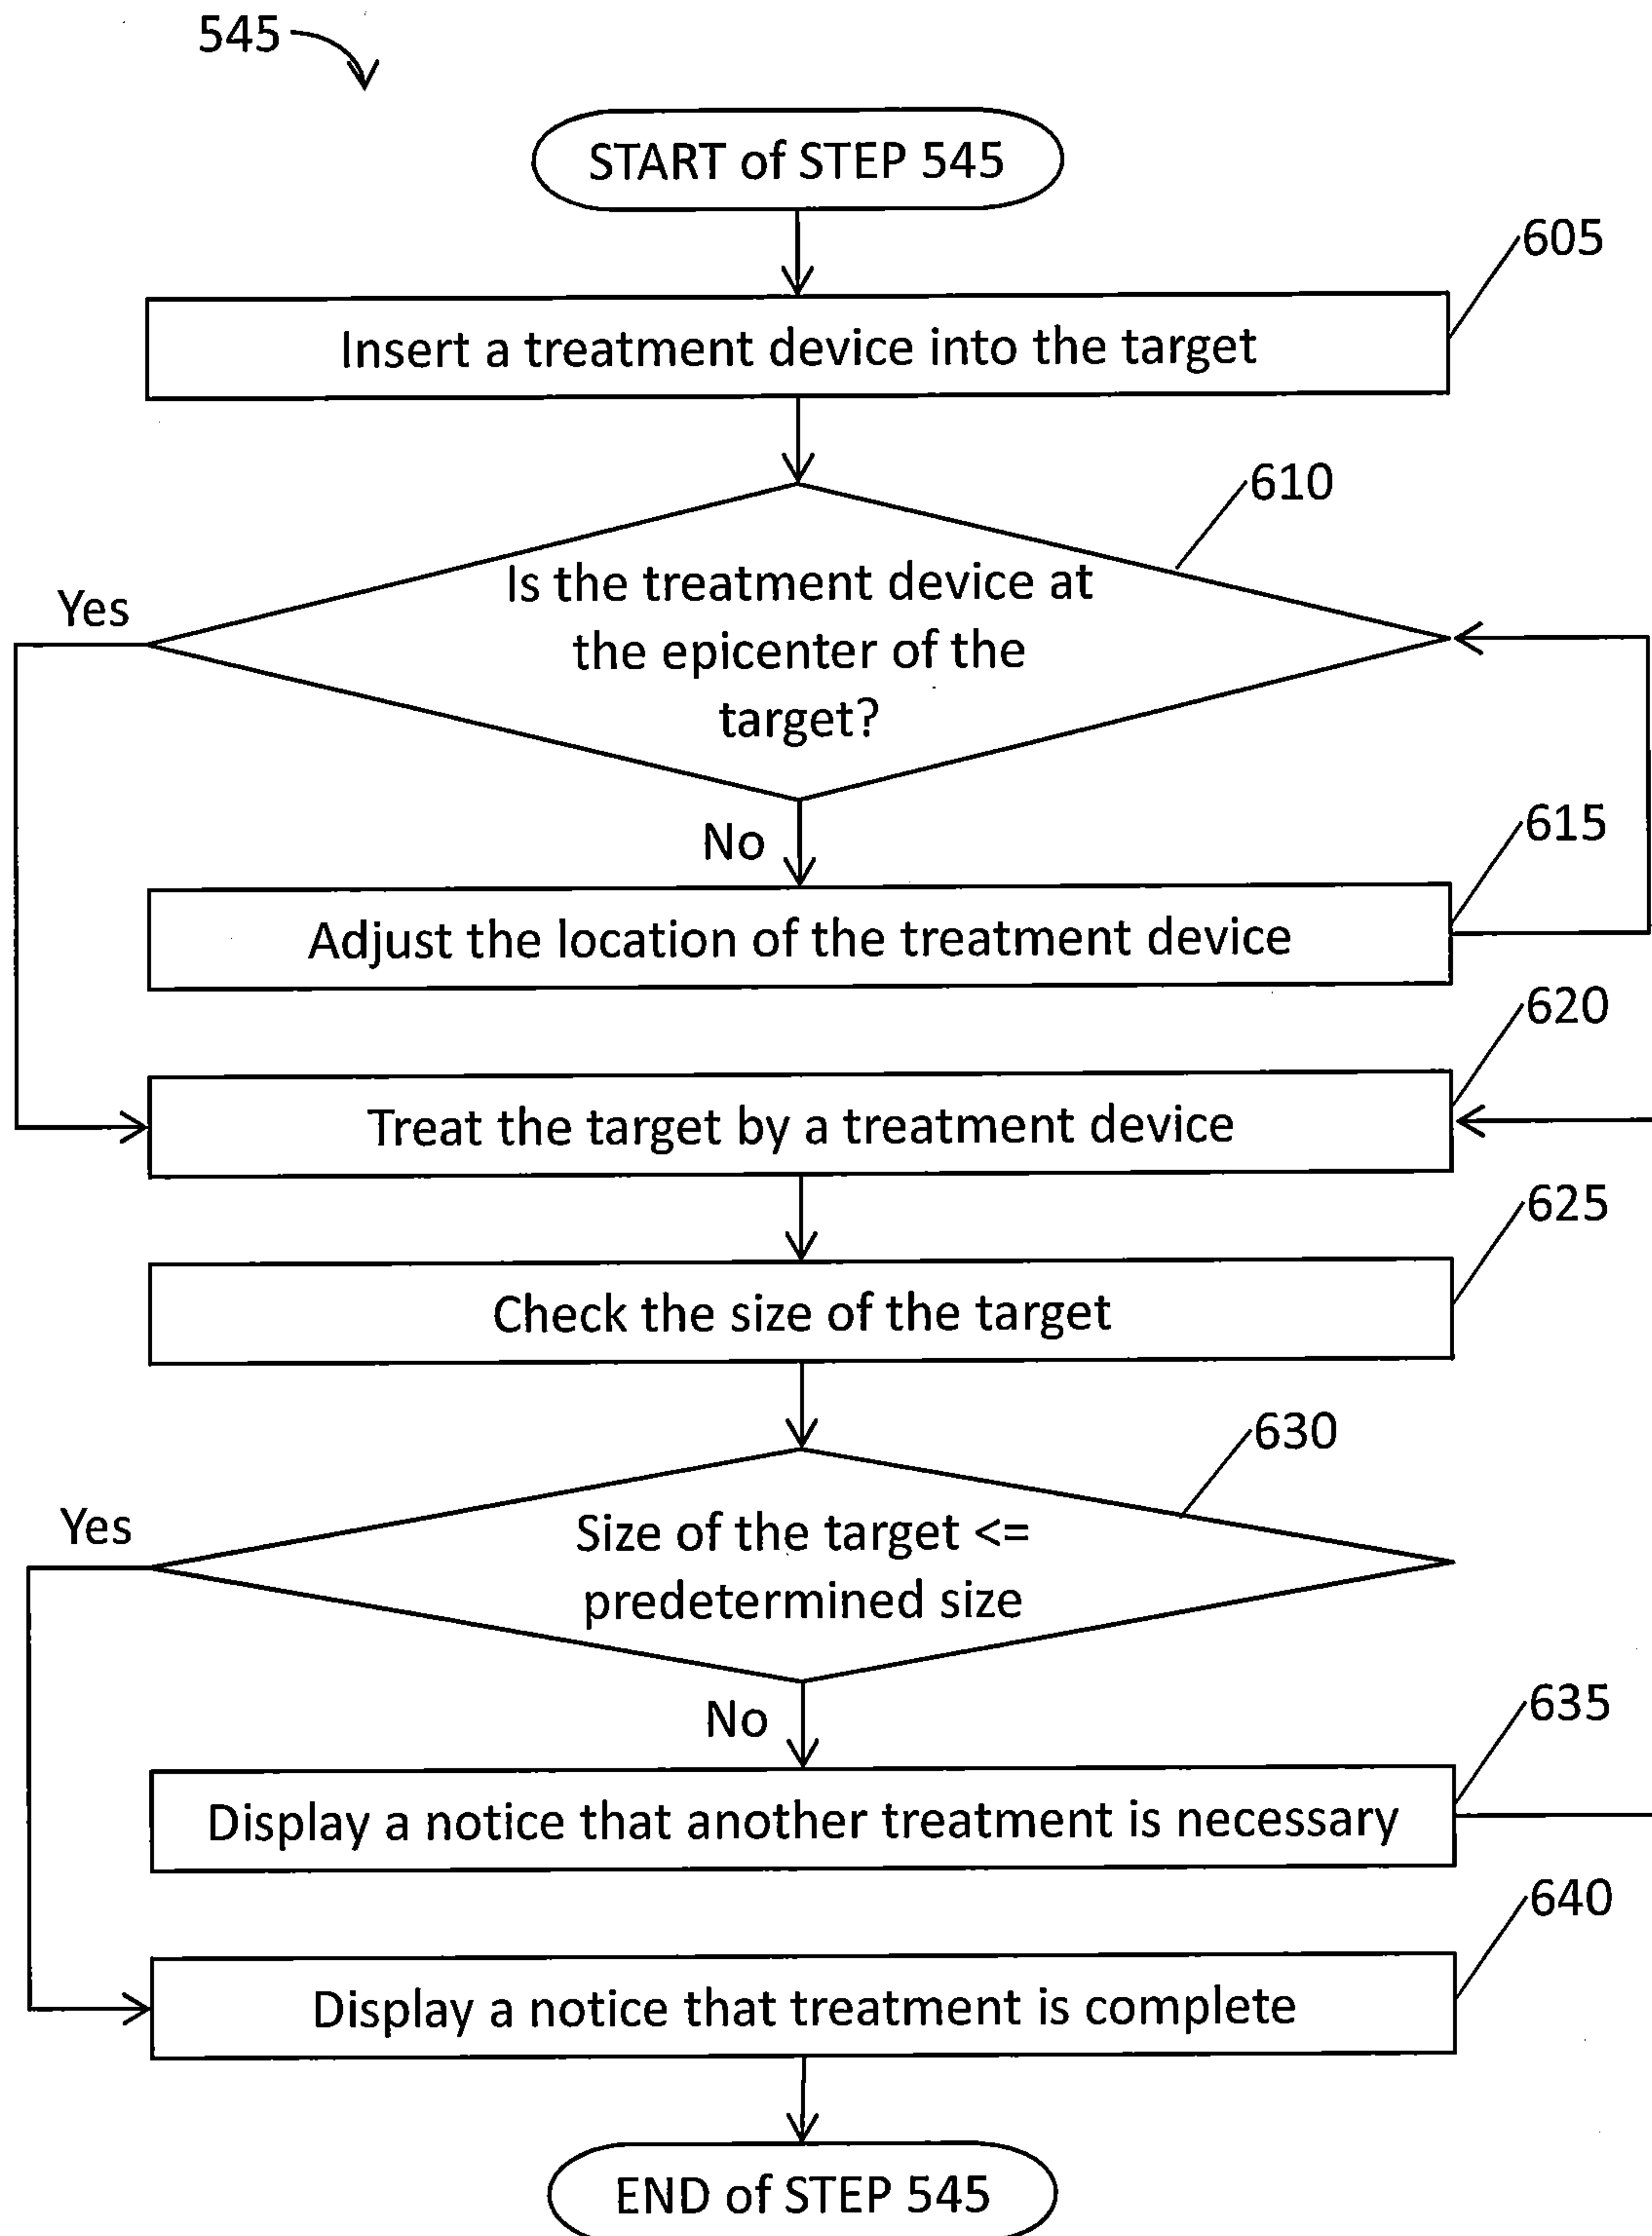 545
START of STEP 545
605
Insert a treatment device into the target
610
Is the treatment device at
the epicenter of the
target?
Yes
No
615
Adjust the location of the treatment device
620
Treat the target by a treatment device
625
Check the size of the target
630
Size of the target <=
predetermined size
Yes
No
635
Display a notice that another treatment is necessary
640
Display a notice that treatment is complete
END of STEP 545